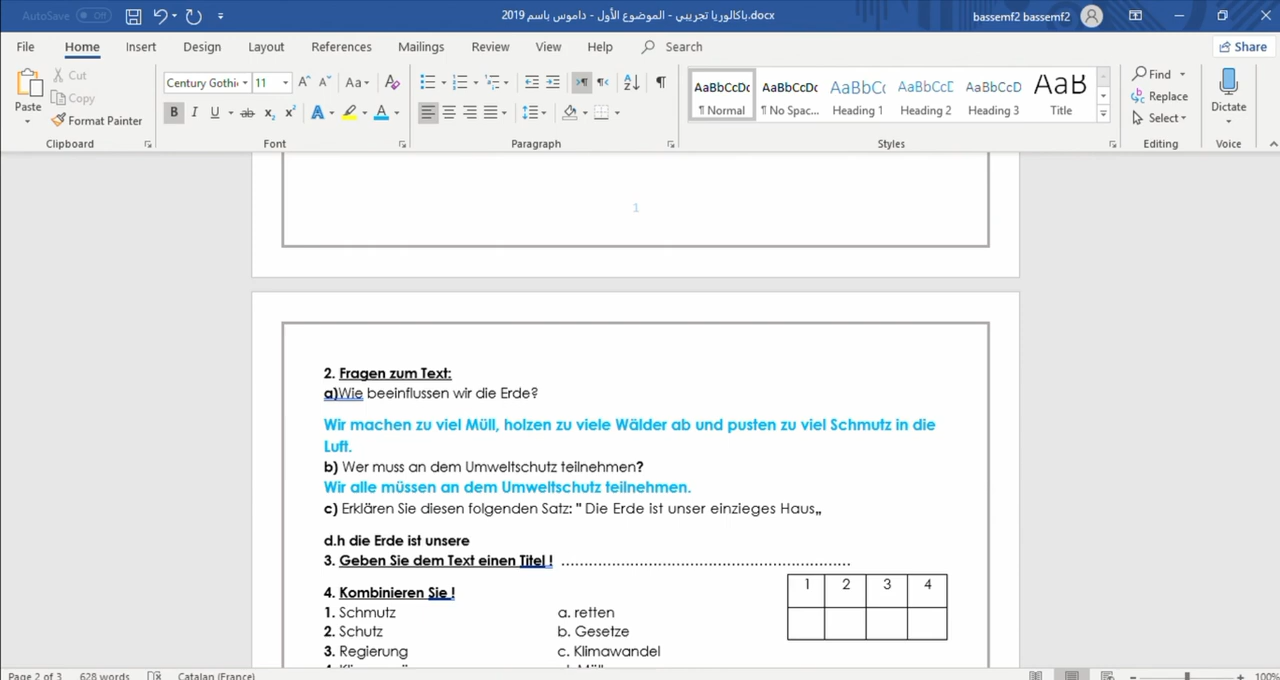 AutoSave Off
باكالوريا تجريبي - الموضوع الأول - داموس باسم 2019.docx
bassemf2 bassemf2
File Home Insert Design Layout References Mailings Review View Help Search Share
Paste
Cut
Copy
Format Painter
Clipboard
Century Gothi 11
Font
Paragraph
AaBbCcDc ¶ Normal
AaBbCcDc ¶ No Spac...
AaBbCc Heading 1
AaBbCcD Heading 2
AaBbCcD Heading 3
AaB Title
Styles
Find
Replace
Select
Editing
Dictate
Voice
1
2. Fragen zum Text:
a)Wie beeinflussen wir die Erde?
Wir machen zu viel Müll, holzen zu viele Wälder ab und pusten zu viel Schmutz in die
Luft.
b) Wer muss an dem Umweltschutz teilnehmen?
Wir alle müssen an dem Umweltschutz teilnehmen.
c) Erklären Sie diesen folgenden Satz: " Die Erde ist unser einzieges Haus„
d.h die Erde ist unsere
3. Geben Sie dem Text einen Titel ! ....................................................
4. Kombinieren Sie !
1 2 3 4
1. Schmutz a. retten
2. Schutz b. Gesetze
3. Regierung c. Klimawandel
Page 2 of 3 628 words Catalan (France) 100%